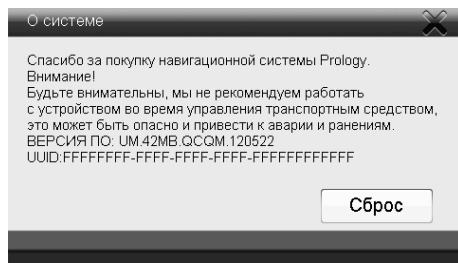 О системе
Спасибо за покупку навигационной системы Prology.
Внимание!
Будьте внимательны, мы не рекомендуем работать
с устройством во время управления транспортным средством,
это может быть опасно и привести к аварии и ранениям.
ВЕРСИЯ ПО: UM.42MB.QCQM.120522
UUID:FFFFFFFF-FFFF-FFFF-FFFF-FFFFFFFFFFFF
Сброс